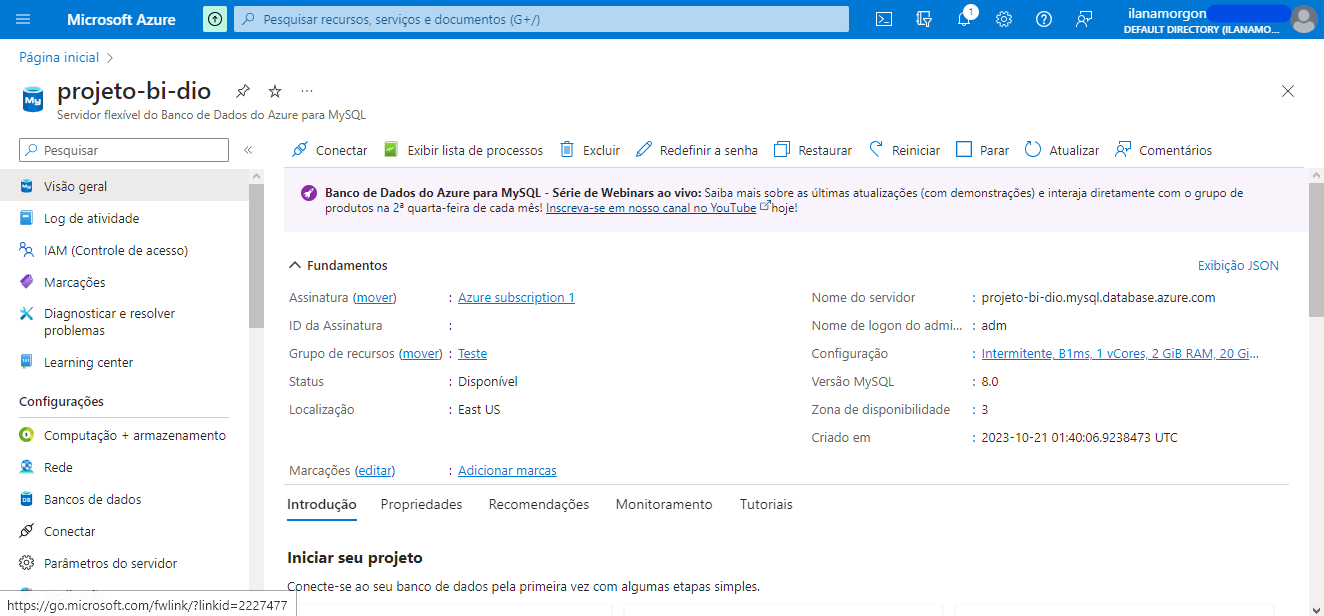 Microsoft Azure
Pesquisar recursos, serviços e documentos (G+/)
1
ilanamorgon
DEFAULT DIRECTORY (ILANAMO...
Página inicial
projeto-bi-dio
...
My
Servidor flexível do Banco de Dados do Azure para MySQL
Pesquisar
Conectar
Exibir lista de processos
Excluir
Redefinir a senha
Restaurar
Reiniciar
Parar
Atualizar
Comentários
Visão geral
Log de atividade
IAM (Controle de acesso)
Marcações
Diagnosticar e resolver
problemas
Learning center
Configurações
Computação + armazenamento
Rede
Bancos de dados
Conectar
Parâmetros do servidor
Banco de Dados do Azure para MySQL - Série de Webinars ao vivo: Saiba mais sobre as últimas atualizações (com demonstrações) e interaja diretamente com o grupo de
produtos na 2ª quarta-feira de cada mês! Inscreva-se em nosso canal no YouTube hoje!
Fundamentos
Exibição JSON
Assinatura (mover) : Azure subscription 1
ID da Assinatura :
Grupo de recursos (mover) : Teste
Status : Disponível
Localização : East US
Nome do servidor : projeto-bi-dio.mysql.database.azure.com
Nome de logon do admi... : adm
Configuração : Intermitente, B1ms, 1 vCores, 2 GiB RAM, 20 Gi...
Versão MySQL : 8.0
Zona de disponibilidade : 3
Criado em : 2023-10-21 01:40:06.9238473 UTC
Marcações (editar) : Adicionar marcas
Introdução
Propriedades
Recomendações
Monitoramento
Tutoriais
Iniciar seu projeto
Conecte-se ao seu banco de dados pela primeira vez com algumas etapas simples.
https://go.microsoft.com/fwlink/?linkid=2227477